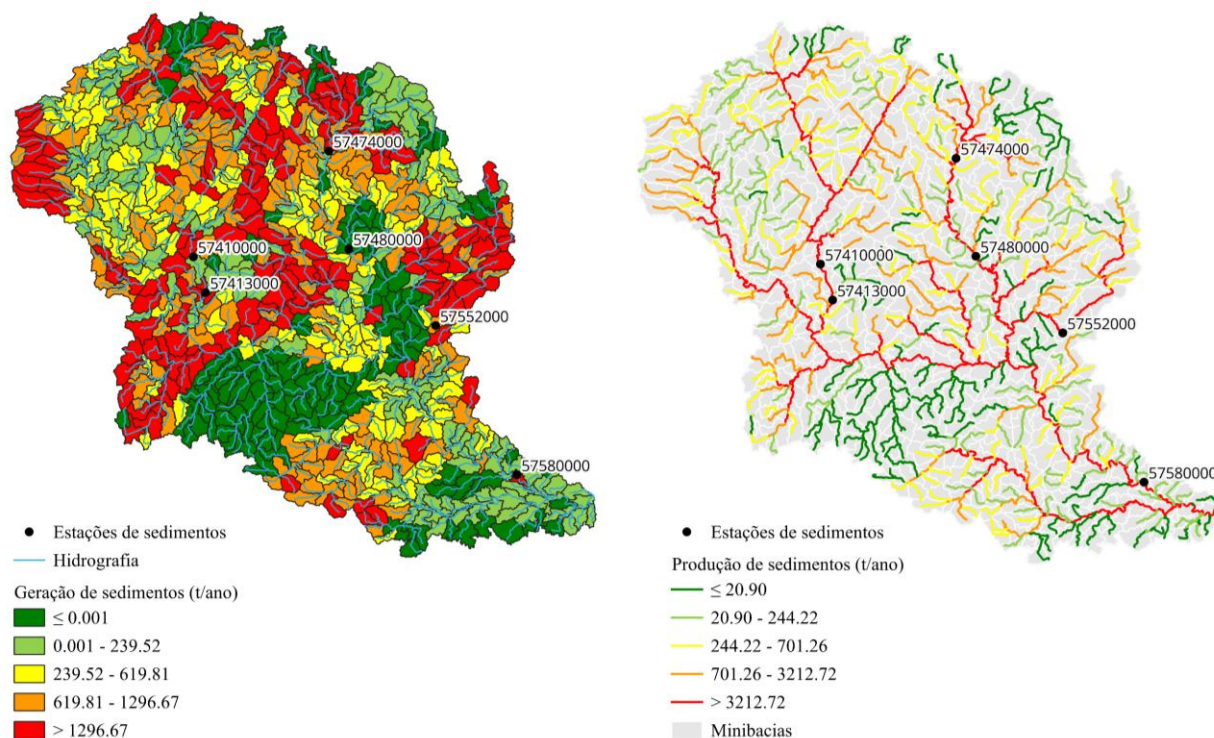 57474000
57480000
57410000
57413000
57552000
57580000
Estações de sedimentos
Hidrografia
Geração de sedimentos (t/ano)
≤ 0.001
0.001 - 239.52
239.52 - 619.81
619.81 - 1296.67
> 1296.67
57474000
57480000
57410000
57413000
57552000
57580000
Estações de sedimentos
Produção de sedimentos (t/ano)
≤ 20.90
20.90 - 244.22
244.22 - 701.26
701.26 - 3212.72
> 3212.72
Minibacias